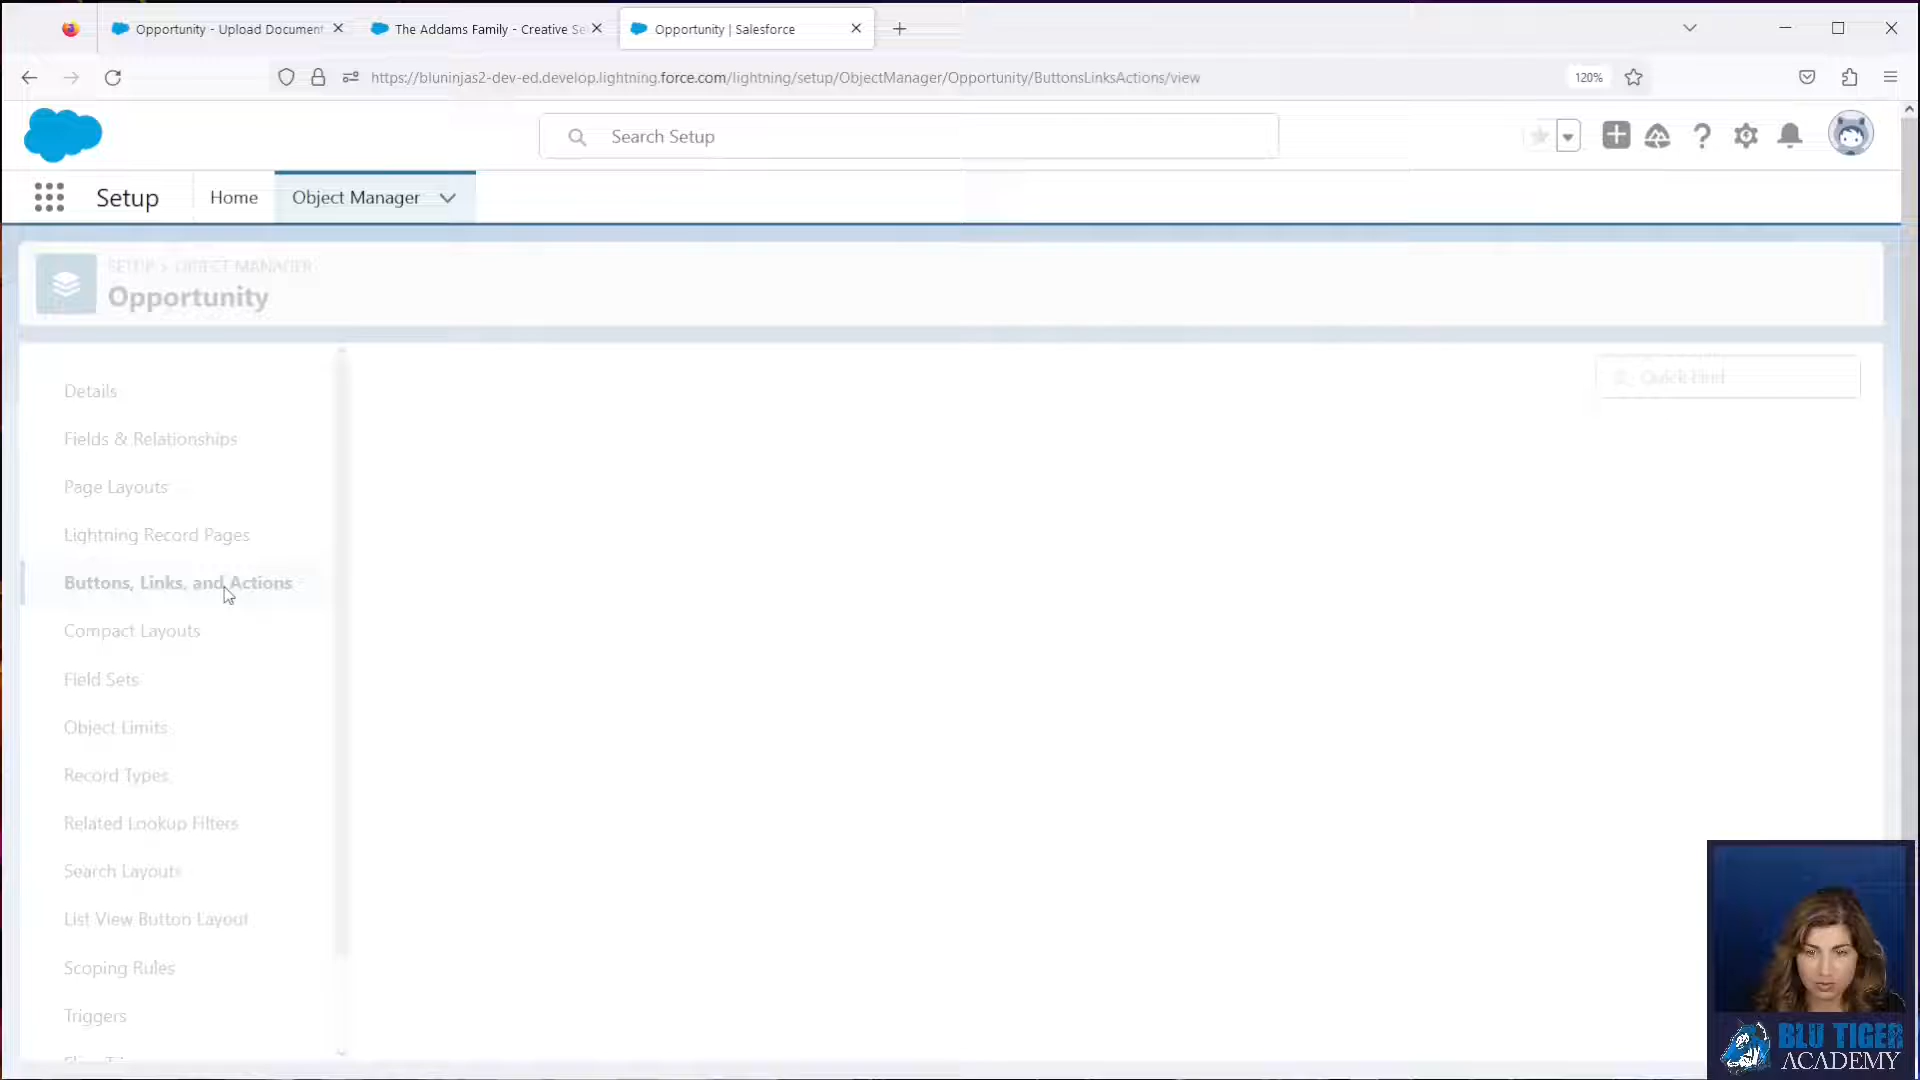 Opportunity - Upload Document
The Addams Family - Creative Se
Opportunity | Salesforce
https://bluninjas2-dev-ed.develop.lightning.force.com/lightning/setup/ObjectManager/Opportunity/ButtonsLinksActions/view
120%
Search Setup
Setup
Home
Object Manager
SETUP > OBJECT MANAGER
Opportunity
Quick Find
Details
Fields & Relationships
Page Layouts
Lightning Record Pages
Buttons, Links, and Actions
Compact Layouts
Field Sets
Object Limits
Record Types
Related Lookup Filters
Search Layouts
List View Button Layout
Scoping Rules
Triggers
BLU TIGER
ACADEMY